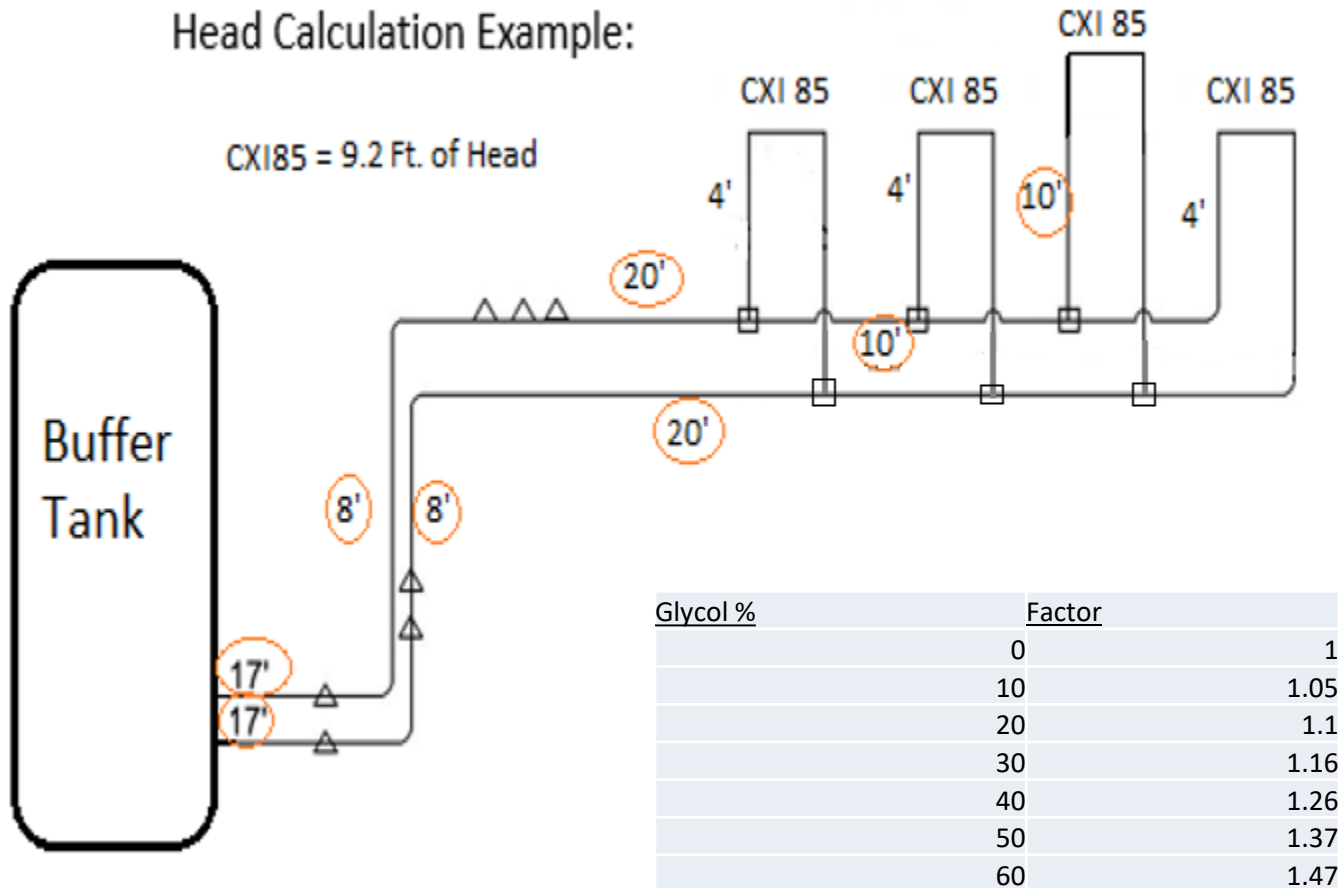 Head Calculation Example:
CXI 85
CXI 85
CXI 85
CXI 85
CXI85 = 9.2 Ft. of Head
4'
4'
10'
4'
20'
10'
20'
Buffer
Tank
8'
8'
17'
17'
Glycol % Factor
0 1
10 1.05
20 1.1
30 1.16
40 1.26
50 1.37
60 1.47